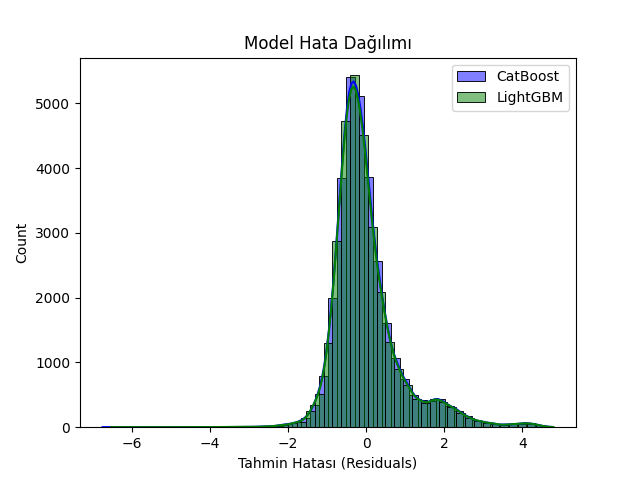 Model Hata Dağılımı
CatBoost
LightGBM
5000
4000
3000
2000
1000
0
Count
−6
−4
−2
0
2
4
Tahmin Hatası (Residuals)